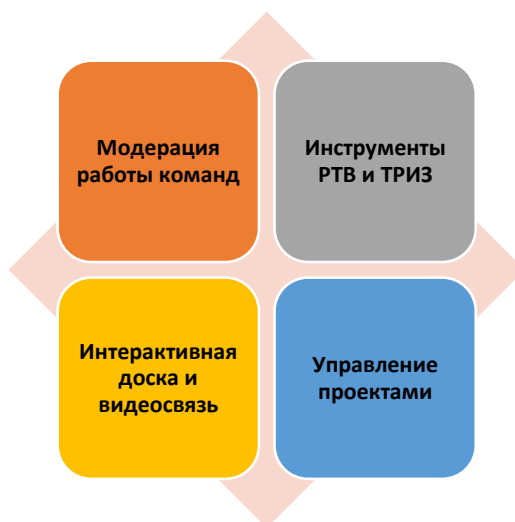 Модерация
работы команд
Инструменты
РТВ и ТРИЗ
Интерактивная
доска и
видеосвязь
Управление
проектами